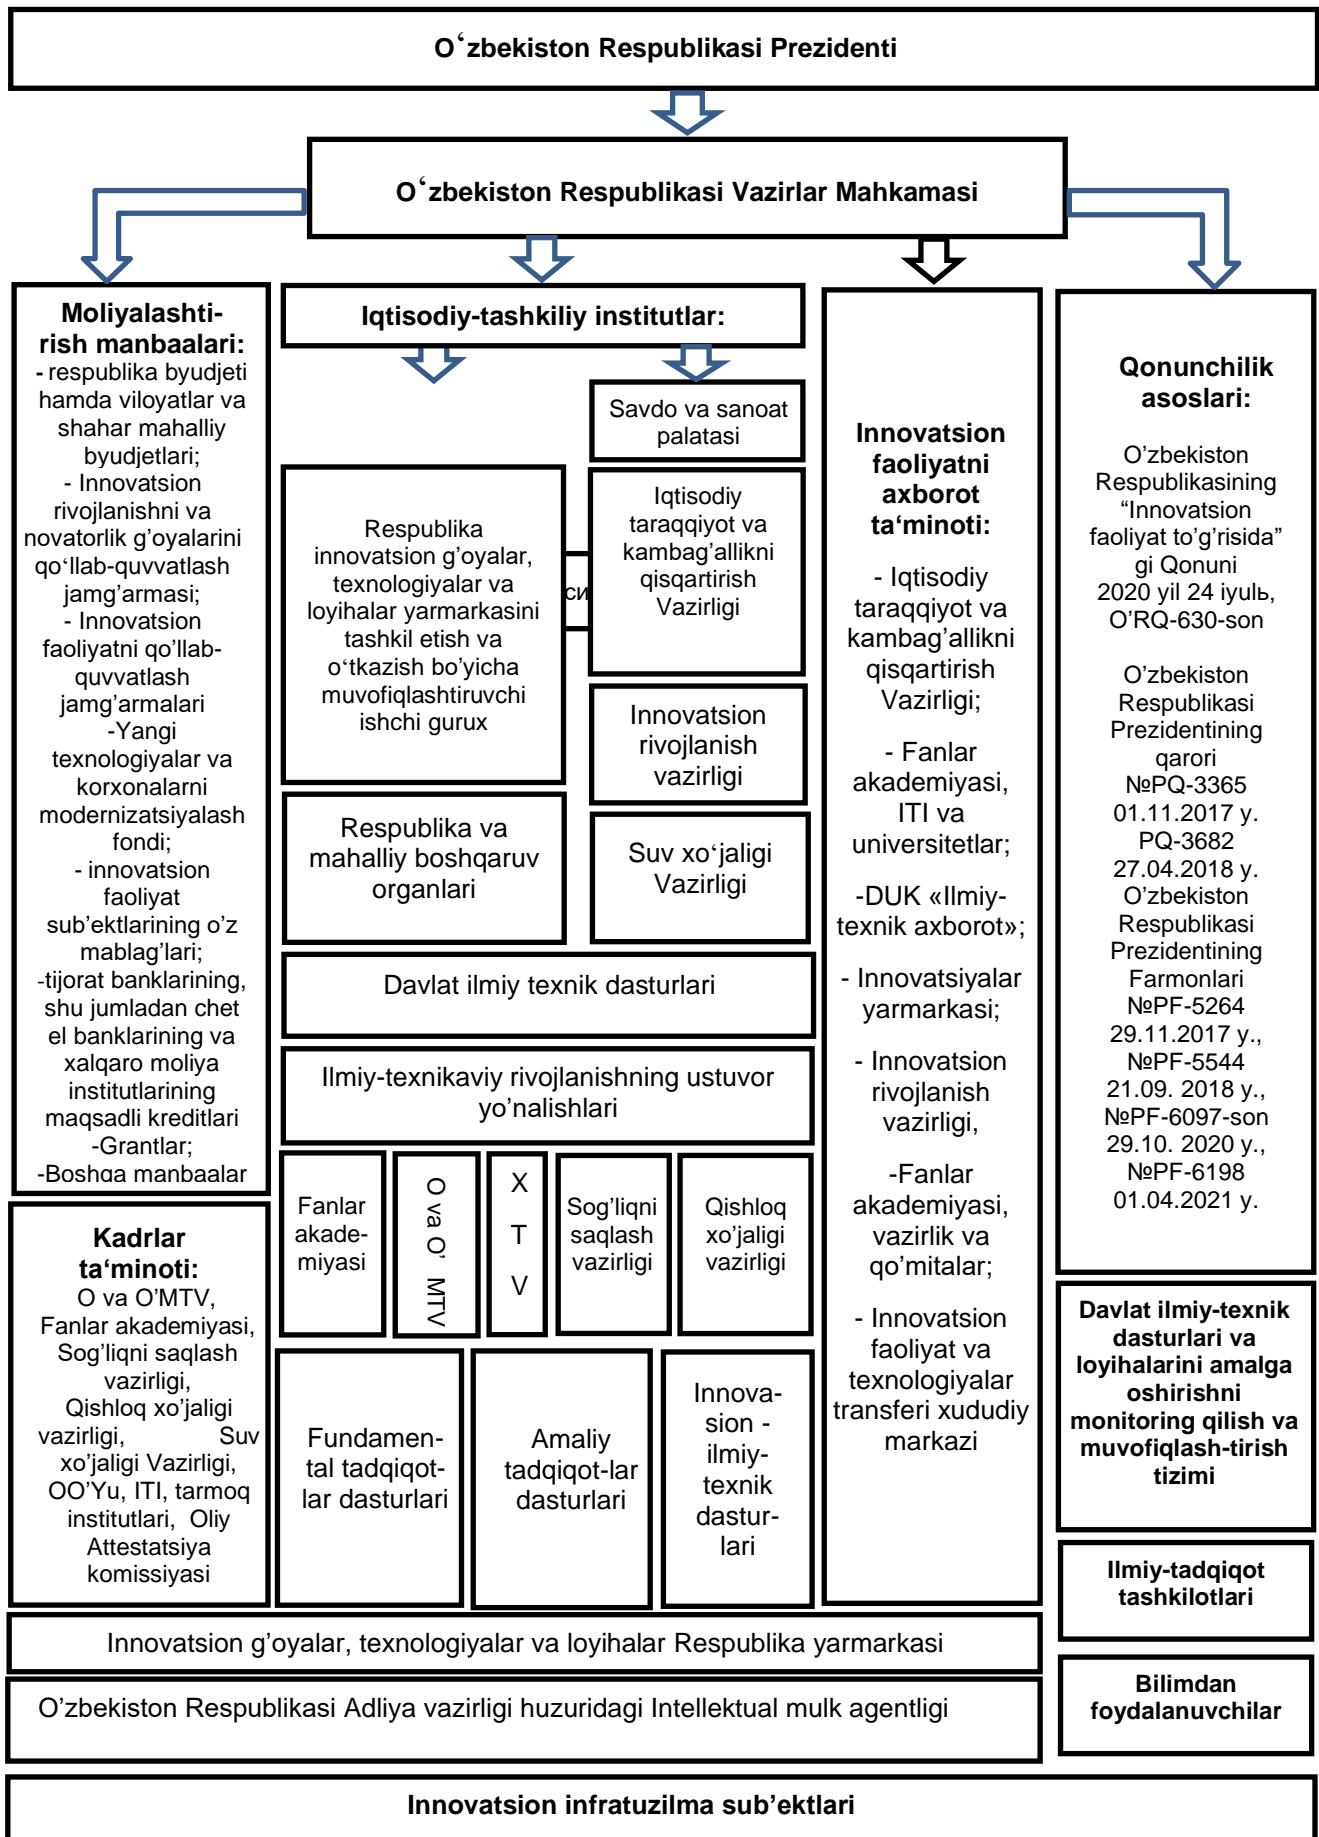 O‘zbekiston Respublikasi Prezidenti
O‘zbekiston Respublikasi Vazirlar Mahkamasi
Moliyalashti-
rish manbaalari:
- respublika byudjeti
hamda viloyatlar va
shahar mahalliy
byudjetlari;
- Innovatsion
rivojlanishni va
novatorlik g’oyalarini
qo‘llab-quvvatlash
jamg’armasi;
- Innovatsion
faoliyatni qo’llab-
quvvatlash
jamg’armalari
-Yangi
texnologiyalar va
korxonalarni
modernizatsiyalash
fondi;
- innovatsion
faoliyat
sub’ektlarining o’z
mablag’lari;
-tijorat banklarining,
shu jumladan chet
el banklarining va
xalqaro moliya
institutlarining
maqsadli kreditlari
-Grantlar;
-Boshqa manbaalar
Kadrlar
ta‘minoti:
O va O’MTV,
Fanlar akademiyasi,
Sog’liqni saqlash
vazirligi,
Qishloq xo’jaligi
vazirligi, Suv
xo’jaligi Vazirligi,
OO’Yu, ITI, tarmoq
institutlari, Oliy
Attestatsiya
komissiyasi
Iqtisodiy-tashkiliy institutlar:
Savdo va sanoat
palatasi
Respublika
innovatsion g’oyalar,
texnologiyalar va
loyihalar yarmarkasini
tashkil etish va
o‘tkazish bo’yicha
muvofiqlashtiruvchi
ishchi gurux
си
Iqtisodiy
taraqqiyot va
kambag’allikni
qisqartirish
Vazirligi
Innovatsion
rivojlanish
vazirligi
Respublika va
mahalliy boshqaruv
organlari
Suv xo‘jaligi
Vazirligi
Davlat ilmiy texnik dasturlari
Ilmiy-texnikaviy rivojlanishning ustuvor
yo’nalishlari
Fanlar
akade-
miyasi
O va O’ MTV
X
T
V
Sog’liqni
saqlash
vazirligi
Qishloq
xo’jaligi
vazirligi
Fundamen-
tal tadqiqot-
lar dasturlari
Amaliy
tadqiqot-lar
dasturlari
Innova-
sion -
ilmiy-
texnik
dastur-
lari
Innovatsion
faoliyatni
axborot
ta‘minoti:
- Iqtisodiy
taraqqiyot va
kambag’allikni
qisqartirish
Vazirligi;
- Fanlar
akademiyasi,
ITI va
universitetlar;
-DUK «Ilmiy-
texnik axborot»;
- Innovatsiyalar
yarmarkasi;
- Innovatsion
rivojlanish
vazirligi,
-Fanlar
akademiyasi,
vazirlik va
qo’mitalar;
- Innovatsion
faoliyat va
texnologiyalar
transferi xududiy
markazi
Qonunchilik
asoslari:
O’zbekiston
Respublikasining
“Innovatsion
faoliyat to’g’risida”
gi Qonuni
2020 yil 24 iyulь,
O’RQ-630-son
O’zbekiston
Respublikasi
Prezidentining
qarori
№PQ-3365
01.11.2017 y.
PQ-3682
27.04.2018 y.
O’zbekiston
Respublikasi
Prezidentining
Farmonlari
№PF-5264
29.11.2017 y.,
№PF-5544
21.09. 2018 y.,
№PF-6097-son
29.10. 2020 y.,
№PF-6198
01.04.2021 y.
Davlat ilmiy-texnik
dasturlari va
loyihalarini amalga
oshirishni
monitoring qilish va
muvofiqlash-tirish
tizimi
Ilmiy-tadqiqot
tashkilotlari
Bilimdan
foydalanuvchilar
Innovatsion g’oyalar, texnologiyalar va loyihalar Respublika yarmarkasi
O’zbekiston Respublikasi Adliya vazirligi huzuridagi Intellektual mulk agentligi
Innovatsion infratuzilma sub’ektlari